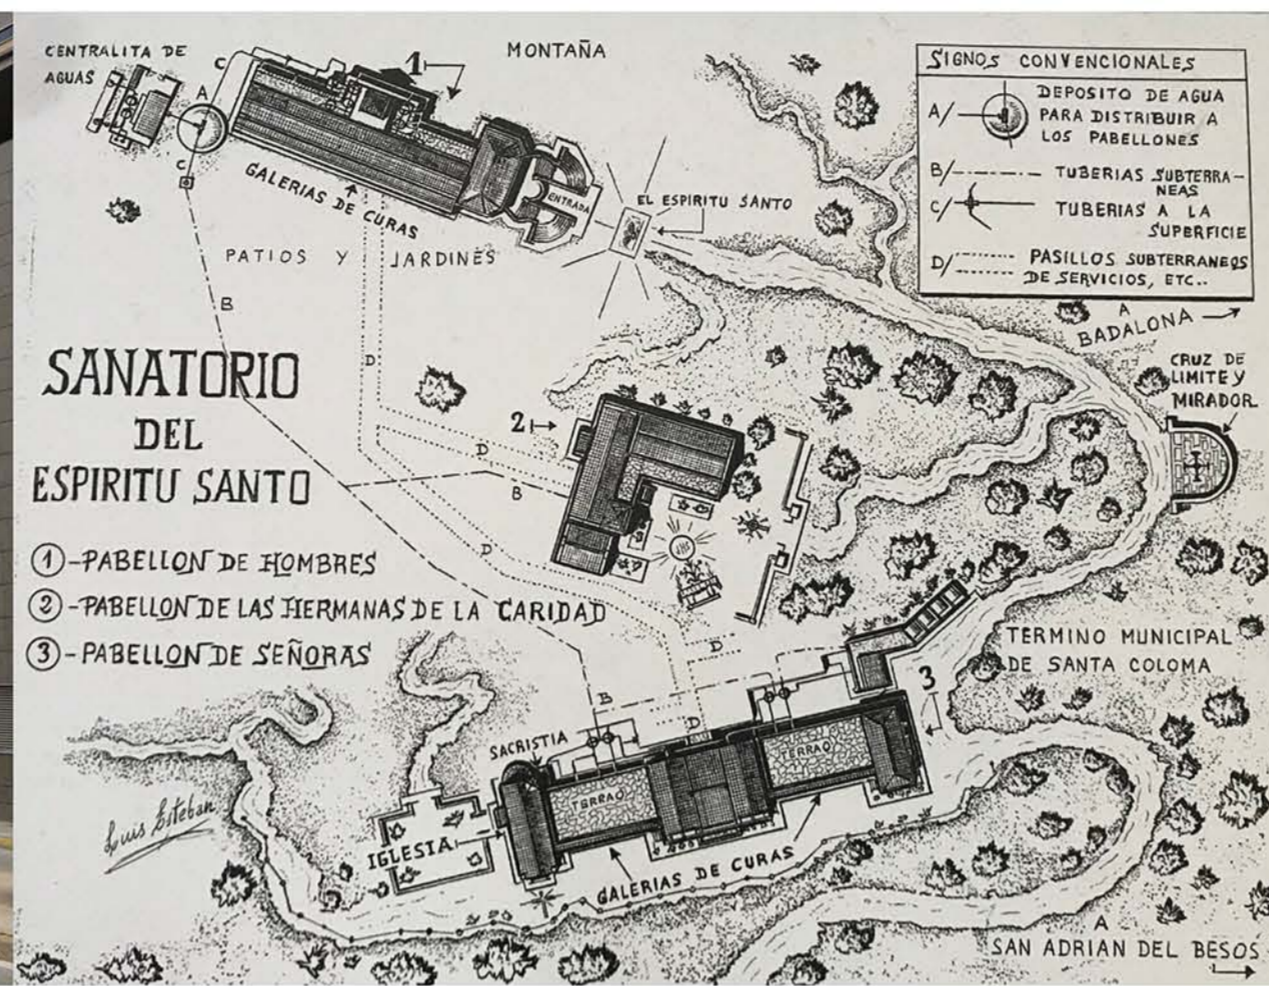 CENTRALITA DE
AGUAS
C
A
C
1
MONTAÑA
GALERIAS DE CURAS
ENTRADA
EL ESPIRITU SANTO
PATIOS Y JARDINES
B
D
SIGNOS CONVENCIONALES
A/ DEPOSITO DE AGUA
PARA DISTRIBUIR A
LOS PABELLONES
B/ TUBERIAS SUBTERRA-
NEAS
C/ TUBERIAS A LA
SUPERFICIE
D/ PASILLOS SUBTERRANEOS
DE SERVICIOS, ETC..
A
BADALONA
CRUZ DE
LIMITE Y
MIRADOR
SANATORIO
DEL
ESPIRITU SANTO
2
D
B
D
1-PABELLON DE HOMBRES
2-PABELLON DE LAS HERMANAS DE LA CARIDAD
3-PABELLON DE SEÑORAS
D
TERMINO MUNICIPAL
DE SANTA COLOMA
3
B
D
SACRISTIA
TERRAO
TERRAO
IGLESIA
GALERIAS DE CURAS
Luis Esteban
A
SAN ADRIAN DEL BESOS